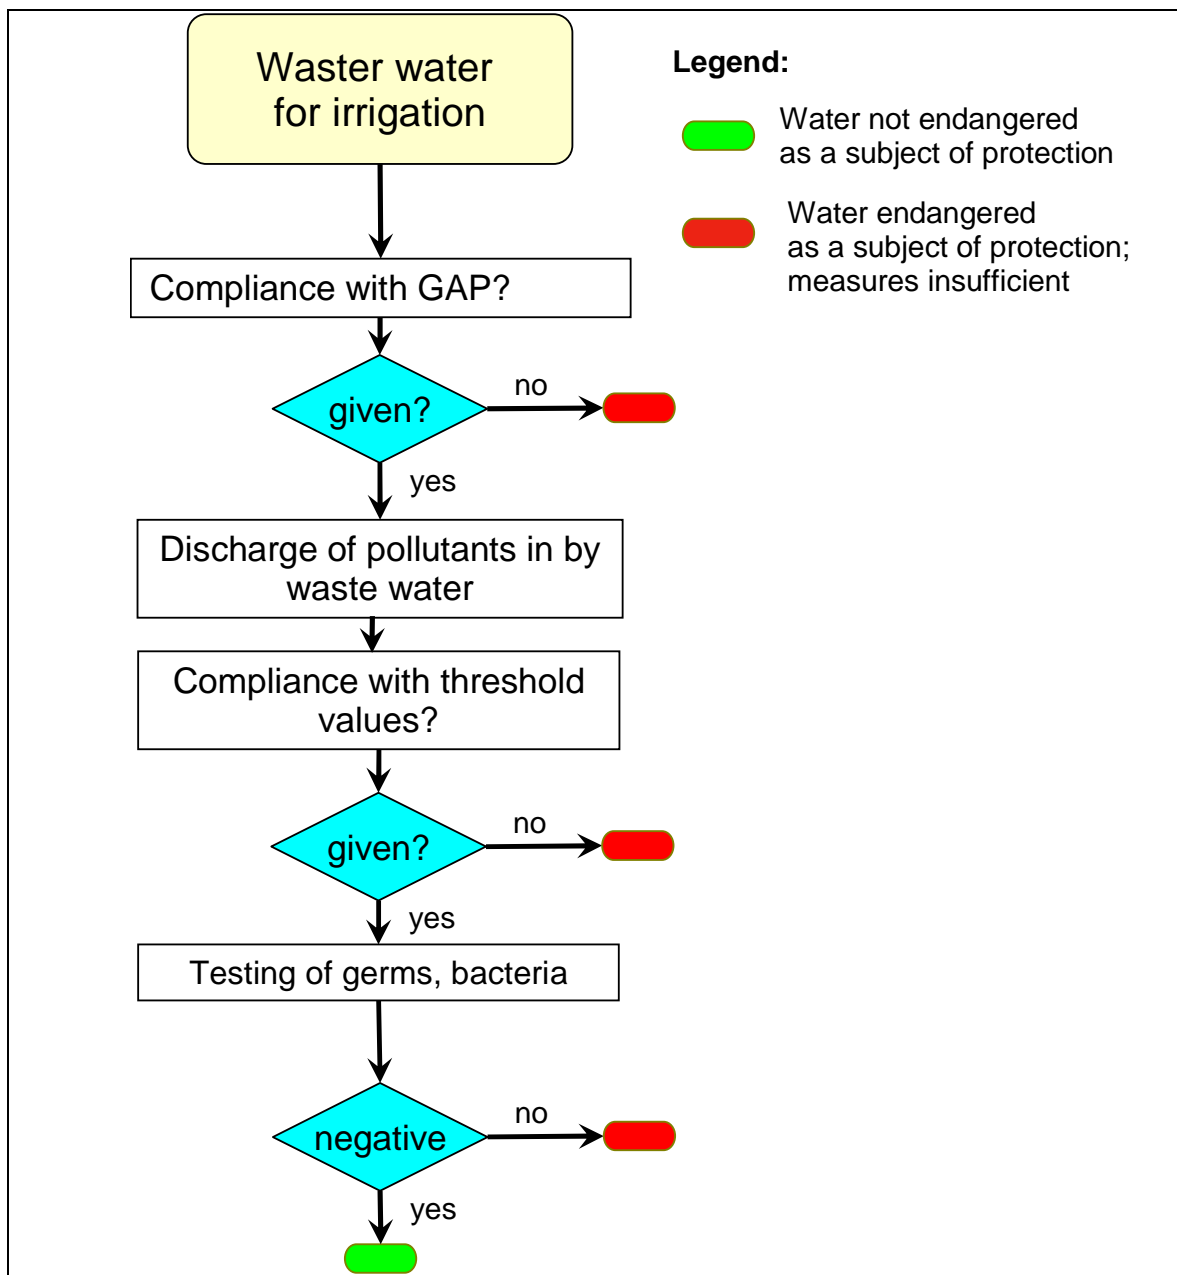 Waster water
for irrigation
Legend:
Water not endangered
as a subject of protection
Water endangered
as a subject of protection;
measures insufficient
Compliance with GAP?
given?
no
yes
Discharge of pollutants in by
waste water
Compliance with threshold
values?
given?
no
yes
Testing of germs, bacteria
negative
no
yes